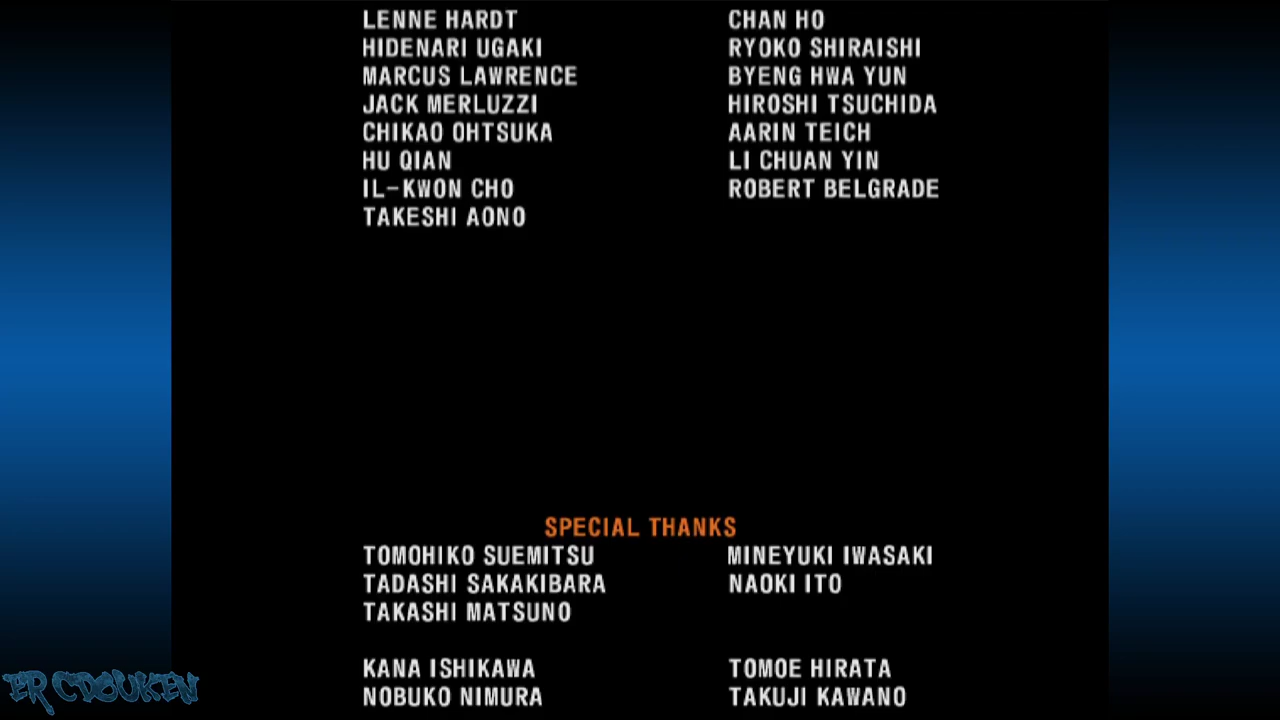 LENNE HARDT CHAN HO
HIDENARI UGAKI RYOKO SHIRAISHI
MARCUS LAWRENCE BYENG HWA YUN
JACK MERLUZZI HIROSHI TSUCHIDA
CHIKAO OHTSUKA AARIN TEICH
HU QIAN LI CHUAN YIN
IL-KWON CHO ROBERT BELGRADE
TAKESHI AONO
SPECIAL THANKS
TOMOHIKO SUEMITSU MINEYUKI IWASAKI
TADASHI SAKAKIBARA NAOKI ITO
TAKASHI MATSUNO
KANA ISHIKAWA TOMOE HIRATA
NOBUKO NIMURA TAKUJI KAWANO
ER CDOUKEN